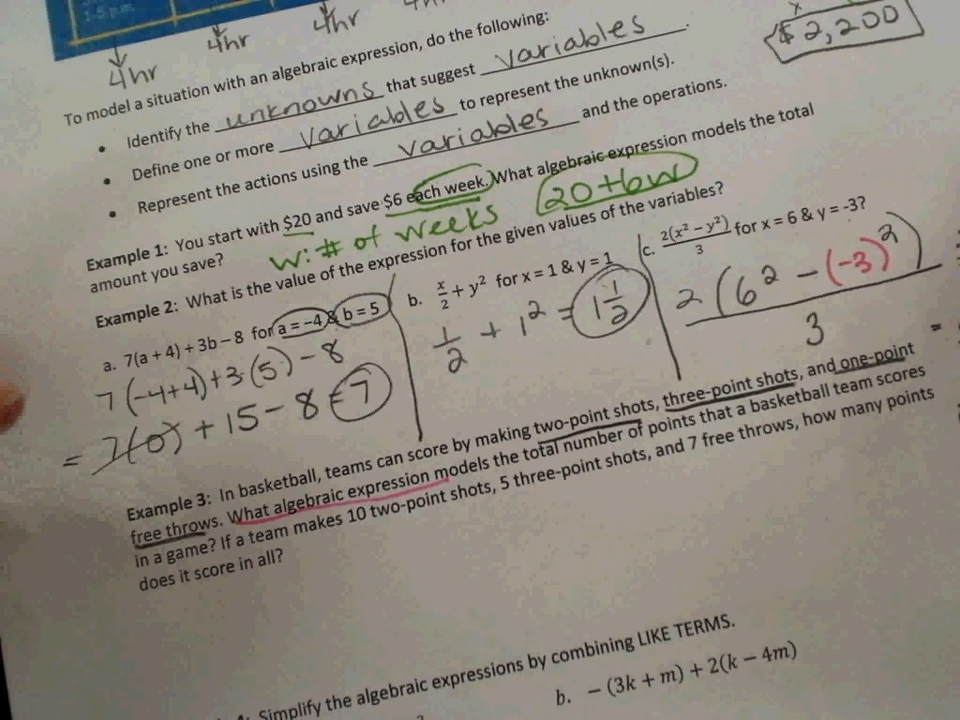 1-5 p.m.
4hr
4hr
4hr
$2,200
To model a situation with an algebraic expression, do the following:
• Identify the unknowns that suggest variables.
• Define one or more variables to represent the unknown(s).
• Represent the actions using the variables and the operations.
Example 1: You start with $20 and save $6 each week. What algebraic expression models the total
amount you save?
w: # of weeks
20+6w
Example 2: What is the value of the expression for the given values of the variables?
a. 7(a + 4) + 3b – 8 for a = –4 & b = 5
7(-4+4)+3(5)-8
= 7(0) + 15 - 8 = 7
b. x/2 + y² for x = 1 & y = 1
1/2 + 1² = 1 1/2
c. 2(x² – y²)/3 for x = 6 & y = -3?
2(6² - (-3)²)/3
=
Example 3: In basketball, teams can score by making two-point shots, three-point shots, and one-point
free throws. What algebraic expression models the total number of points that a basketball team scores
in a game? If a team makes 10 two-point shots, 5 three-point shots, and 7 free throws, how many points
does it score in all?
Simplify the algebraic expressions by combining LIKE TERMS.
b. – (3k + m) + 2(k – 4m)